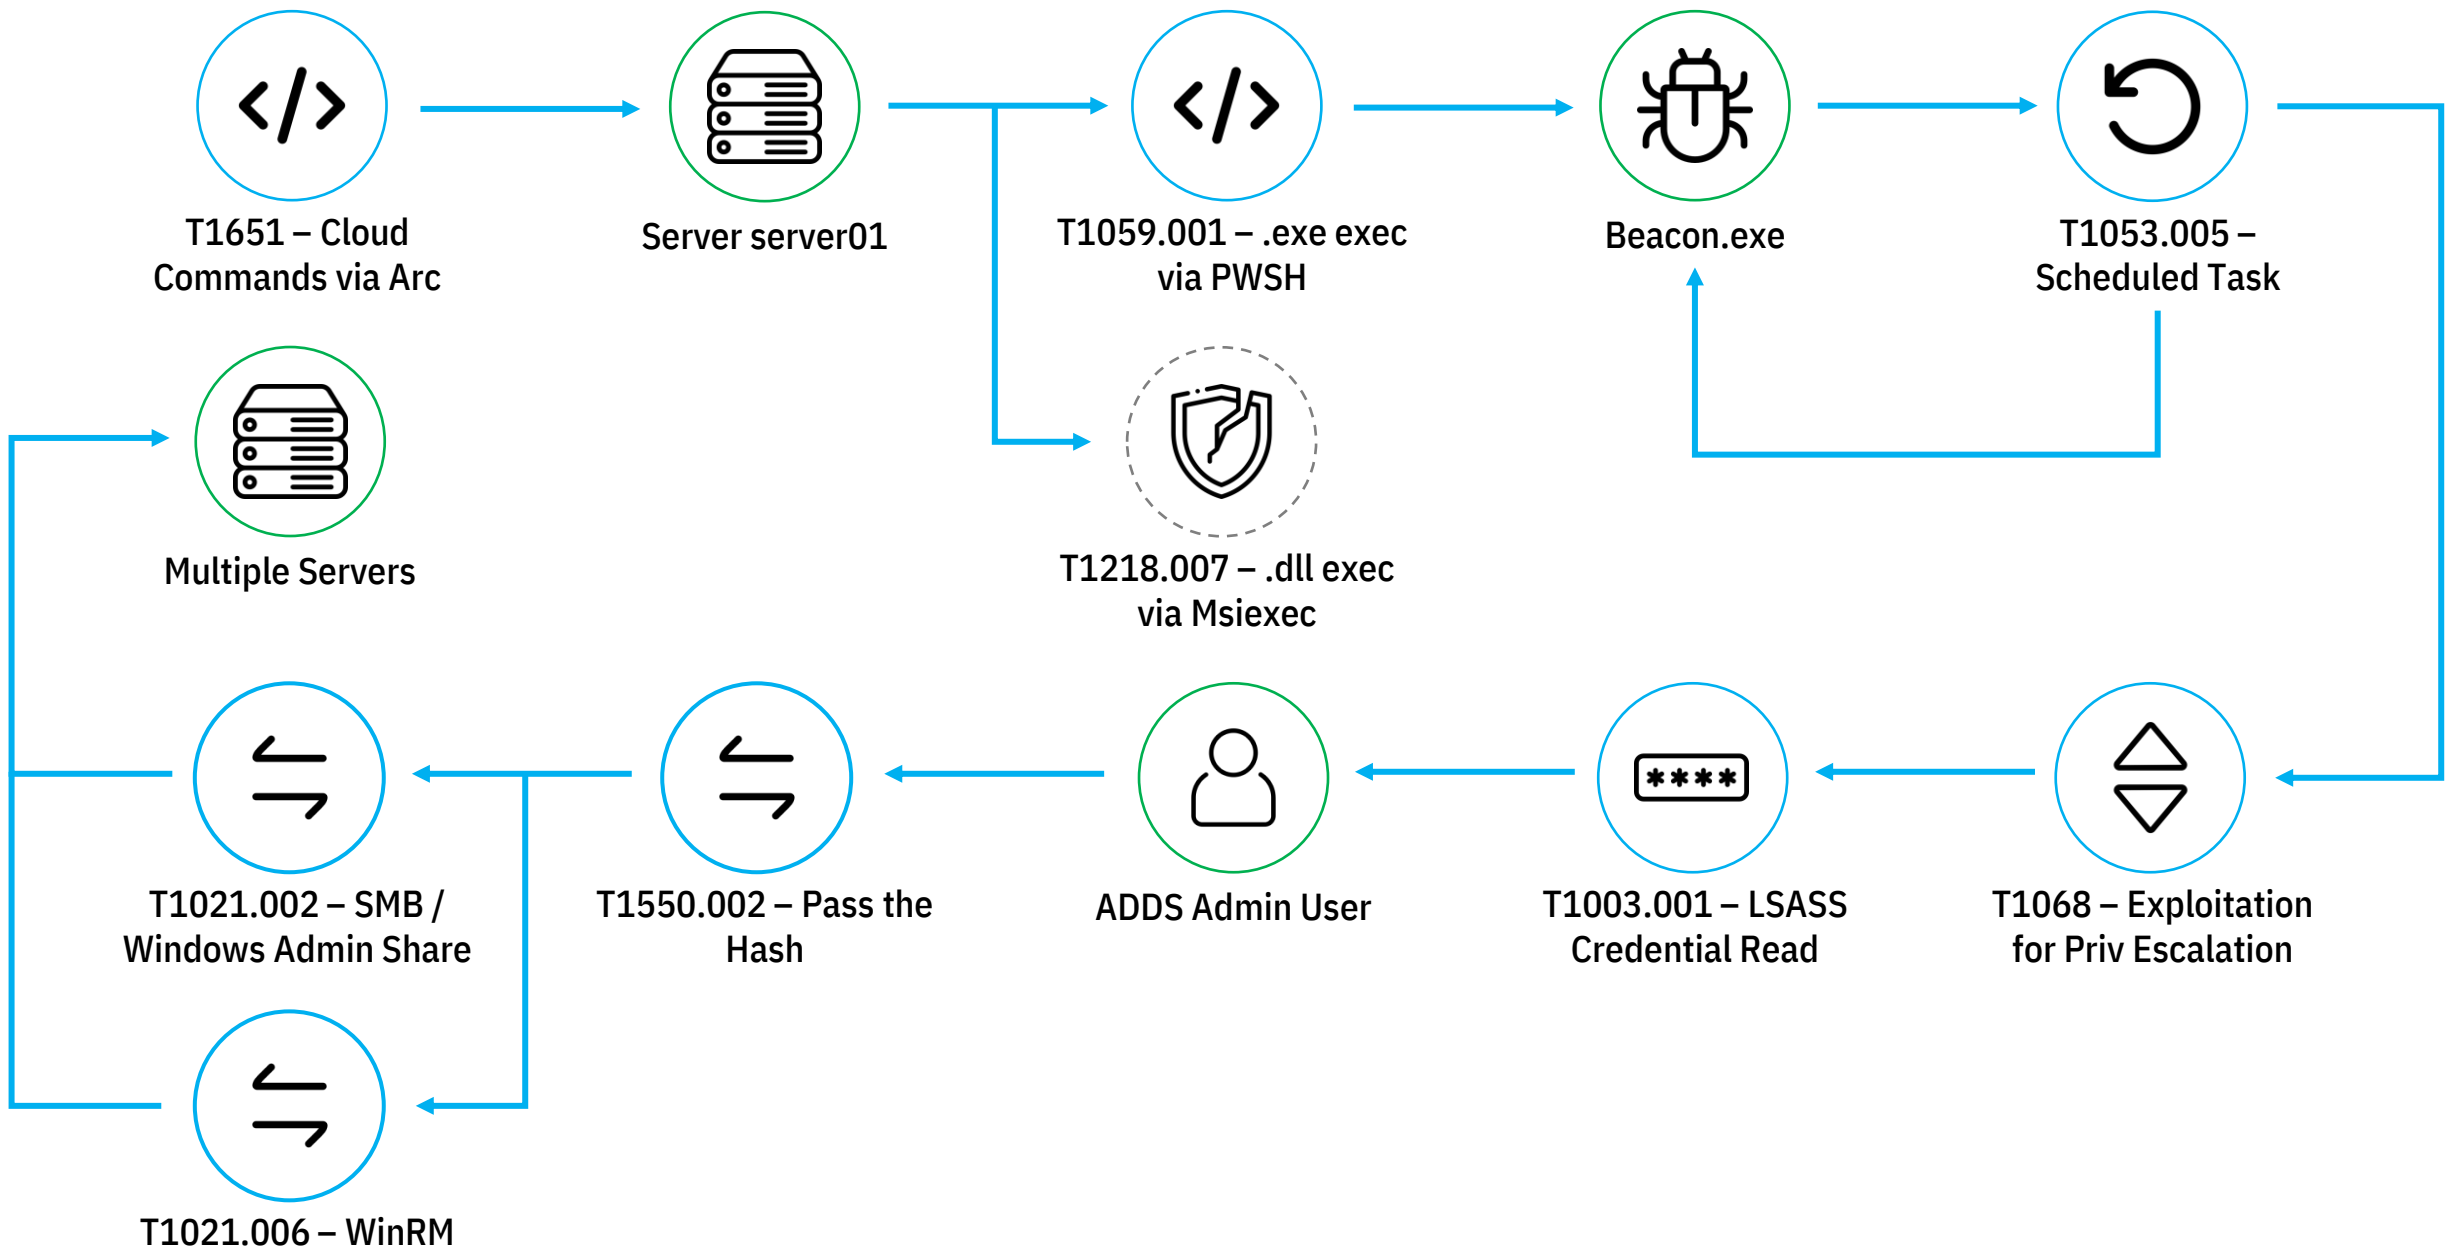 T1651 – Cloud
Commands via Arc
Server server01
T1059.001 – .exe exec
via PWSH
Beacon.exe
T1053.005 –
Scheduled Task
Multiple Servers
T1218.007 – .dll exec
via Msiexec
T1021.002 – SMB /
Windows Admin Share
T1550.002 – Pass the
Hash
ADDS Admin User
****
T1003.001 – LSASS
Credential Read
T1068 – Exploitation
for Priv Escalation
T1021.006 – WinRM